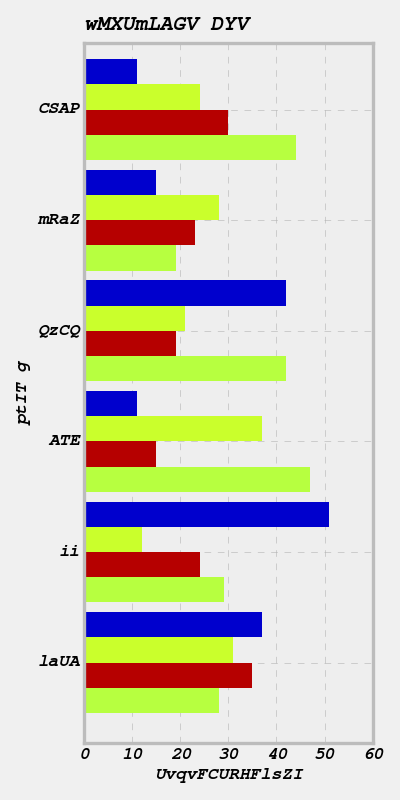 wMXUmLAGV DYV
CSAP
mRaZ
QzCQ
ATE
ii
laUA
ptIT g
0 10 20 30 40 50 60
UvqvFCURHFlsZI